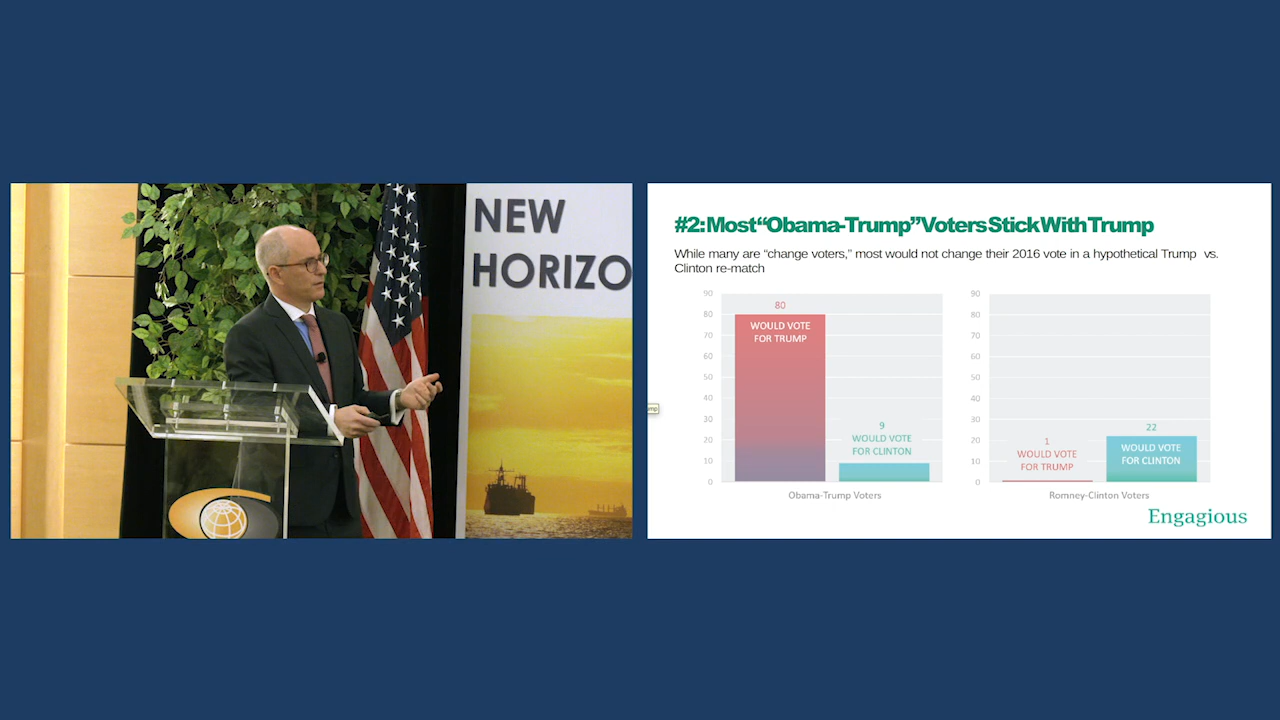 NEW
HORIZO
#2: Most "Obama-Trump" Voters Stick With Trump
While many are “change voters,” most would not change their 2016 vote in a hypothetical Trump vs.
Clinton re-match
90
80
70
60
50
40
30
20
10
0
80
WOULD VOTE
FOR TRUMP
9
WOULD VOTE
FOR CLINTON
Obama-Trump Voters
90
80
70
60
50
40
30
20
10
0
1
WOULD VOTE
FOR TRUMP
22
WOULD VOTE
FOR CLINTON
Romney-Clinton Voters
Engagious